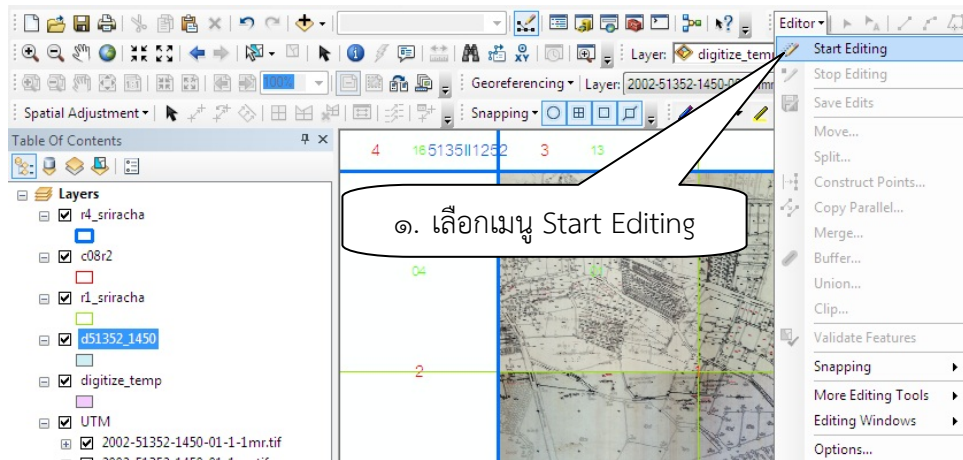 Editor
Layer: digitize_temp
Start Editing
100%
Georeferencing
Layer: 2002-51352-1450-0
Stop Editing
Spatial Adjustment
Snapping
Save Edits
Table Of Contents
Move...
4 16 5135II1252 3 13
Split...
Layers
Construct Points...
r4_sriracha
Copy Parallel...
๑. เลือกเมนู Start Editing
Merge...
c08r2
Buffer...
04
Union...
r1_sriracha
Clip...
d51352_1450
Validate Features
2
Snapping
digitize_temp
More Editing Tools
UTM
Editing Windows
2002-51352-1450-01-1-1mr.tif
Options...